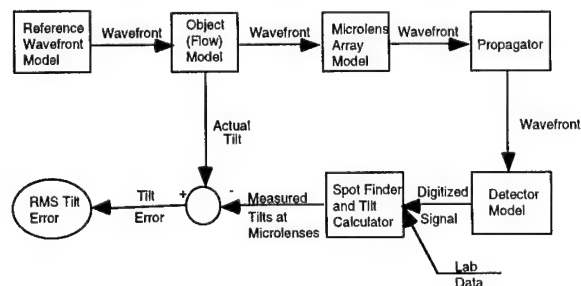 Reference
Wavefront
Model
Wavefront
Object
(Flow)
Model
Wavefront
Microlens
Array Model
Wavefront
Propagator
Actual
Tilt
Wavefront
RMS Tilt
Error
Tilt
Error
+
-
Measured
Tilts at
Microlenses
Spot Finder
and Tilt
Calculator
Digitized
Signal
Detector
Model
Lab
Data